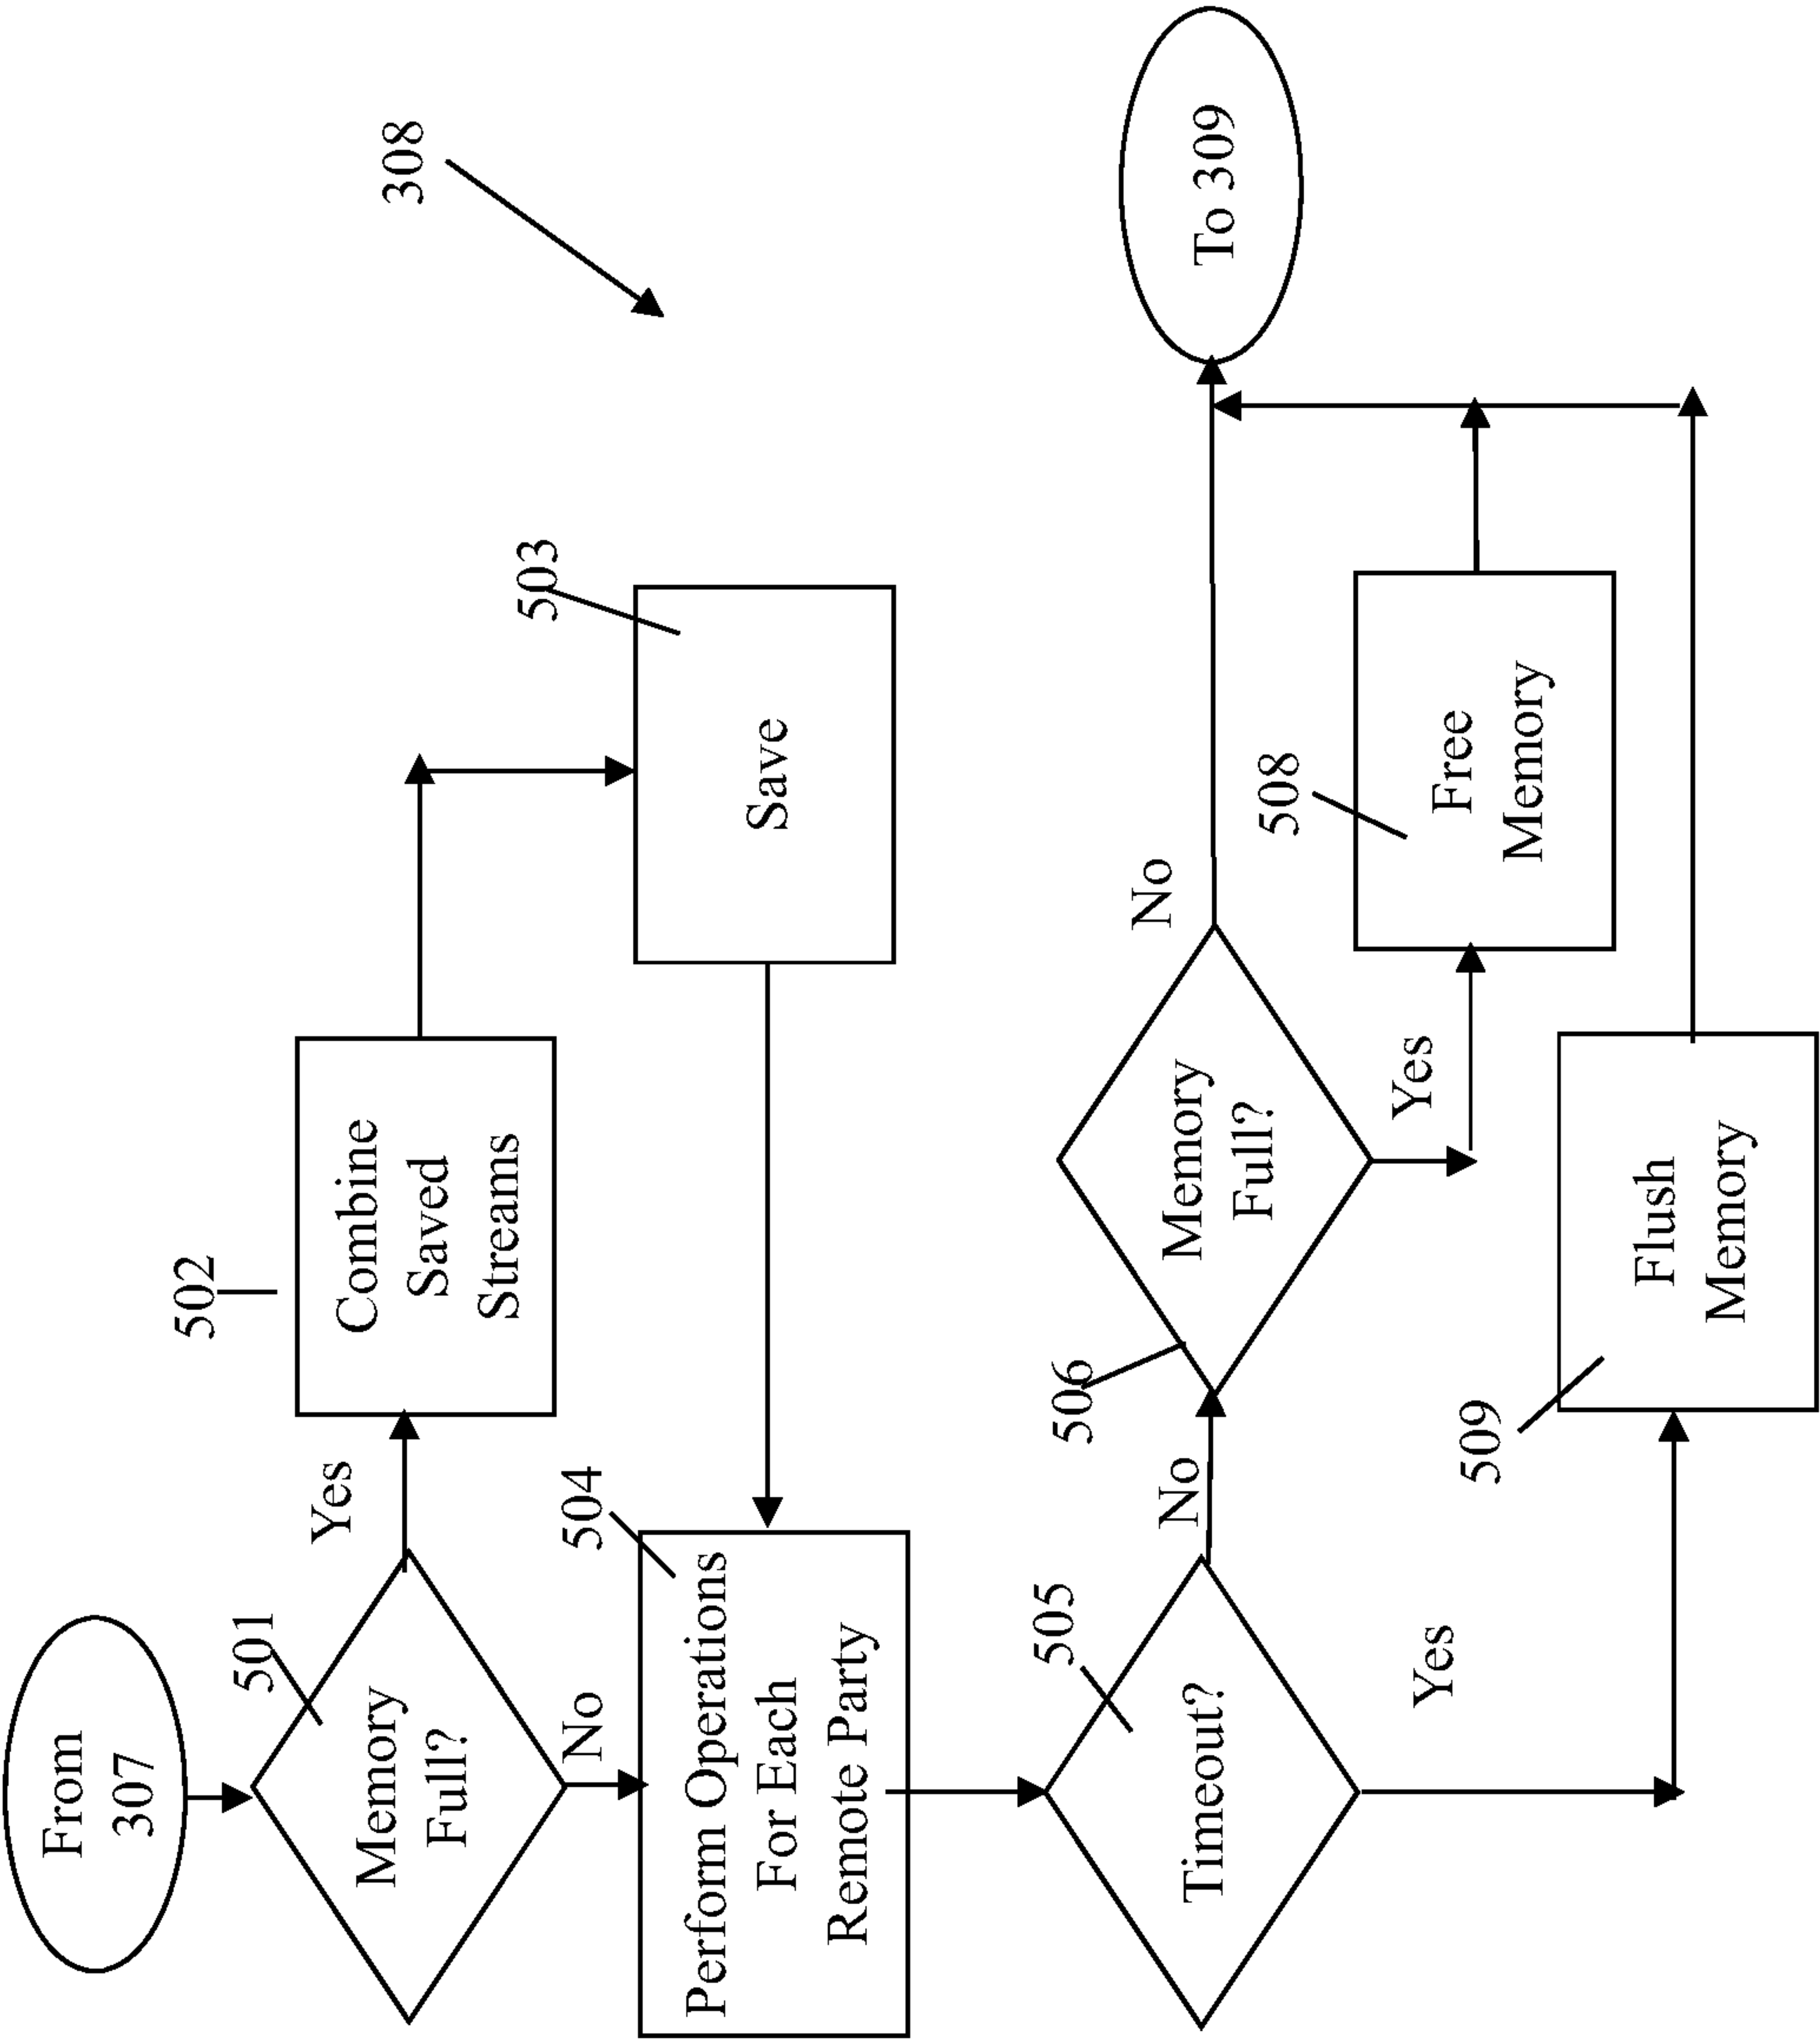 308
From
307
501
Memory
Full?
Yes
No
502
Combine
Saved
Streams
503
Save
504
Perform Operations
For Each
Remote Party
505
Timeout?
No
Yes
506
Memory
Full?
No
Yes
508
Free
Memory
509
Flush
Memory
To 309